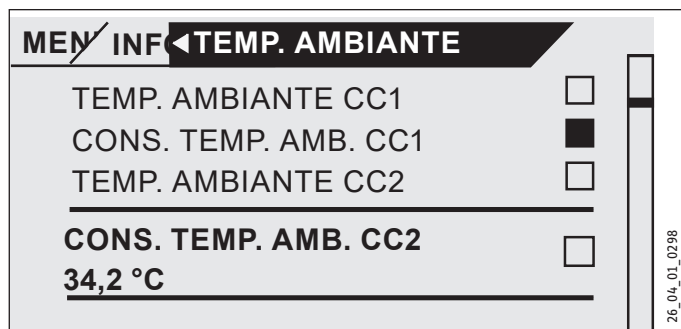 MEN INFO ◄TEMP. AMBIANTE
TEMP. AMBIANTE CC1
CONS. TEMP. AMB. CC1
TEMP. AMBIANTE CC2
CONS. TEMP. AMB. CC2
34,2 °C
26_04_01_0298